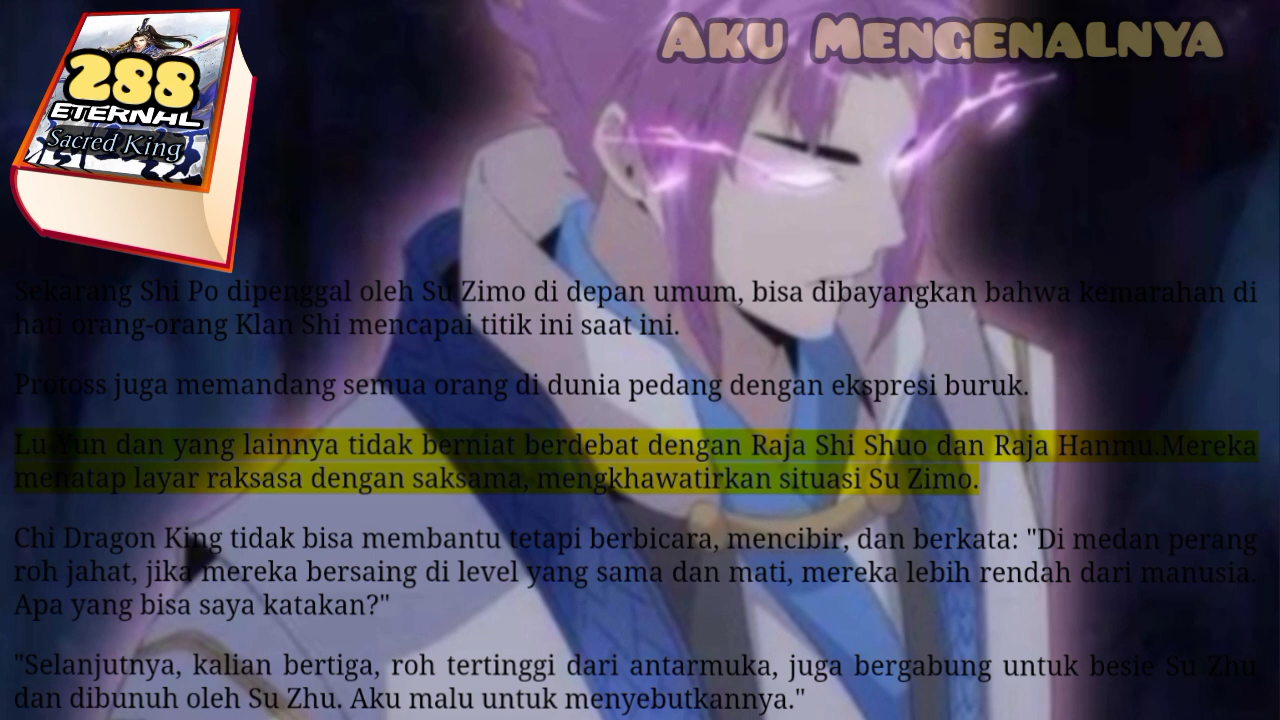 288
ETERNAL
Sacred King
Aku Mengenalnya
Sekarang Shi Po dipenggal oleh Su Zimo di depan umum, bisa dibayangkan bahwa kemarahan di
hati orang-orang Klan Shi mencapai titik ini saat ini.
Protoss juga memandang semua orang di dunia pedang dengan ekspresi buruk.
Lu Yun dan yang lainnya tidak berniat berdebat dengan Raja Shi Shuo dan Raja Hanmu.Mereka
menatap layar raksasa dengan saksama, mengkhawatirkan situasi Su Zimo.
Chi Dragon King tidak bisa membantu tetapi berbicara, mencibir, dan berkata: "Di medan perang
roh jahat, jika mereka bersaing di level yang sama dan mati, mereka lebih rendah dari manusia.
Apa yang bisa saya katakan?"
"Selanjutnya, kalian bertiga, roh tertinggi dari antarmuka, juga bergabung untuk besie Su Zhu
dan dibunuh oleh Su Zhu. Aku malu untuk menyebutkannya."